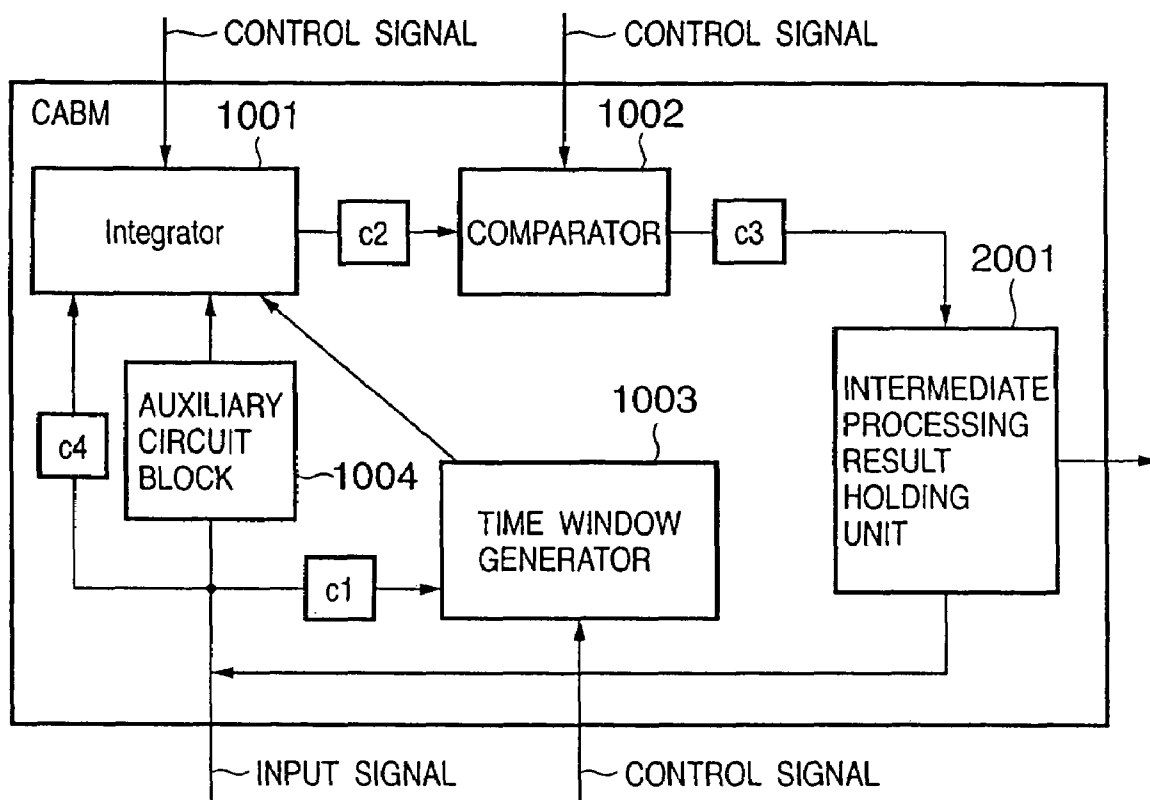 CONTROL SIGNAL
CONTROL SIGNAL
CABM
1001
1002
Integrator
c2
COMPARATOR
c3
2001
AUXILIARY
CIRCUIT
BLOCK
1004
c4
1003
TIME WINDOW
GENERATOR
c1
INTERMEDIATE
PROCESSING
RESULT
HOLDING
UNIT
INPUT SIGNAL
CONTROL SIGNAL